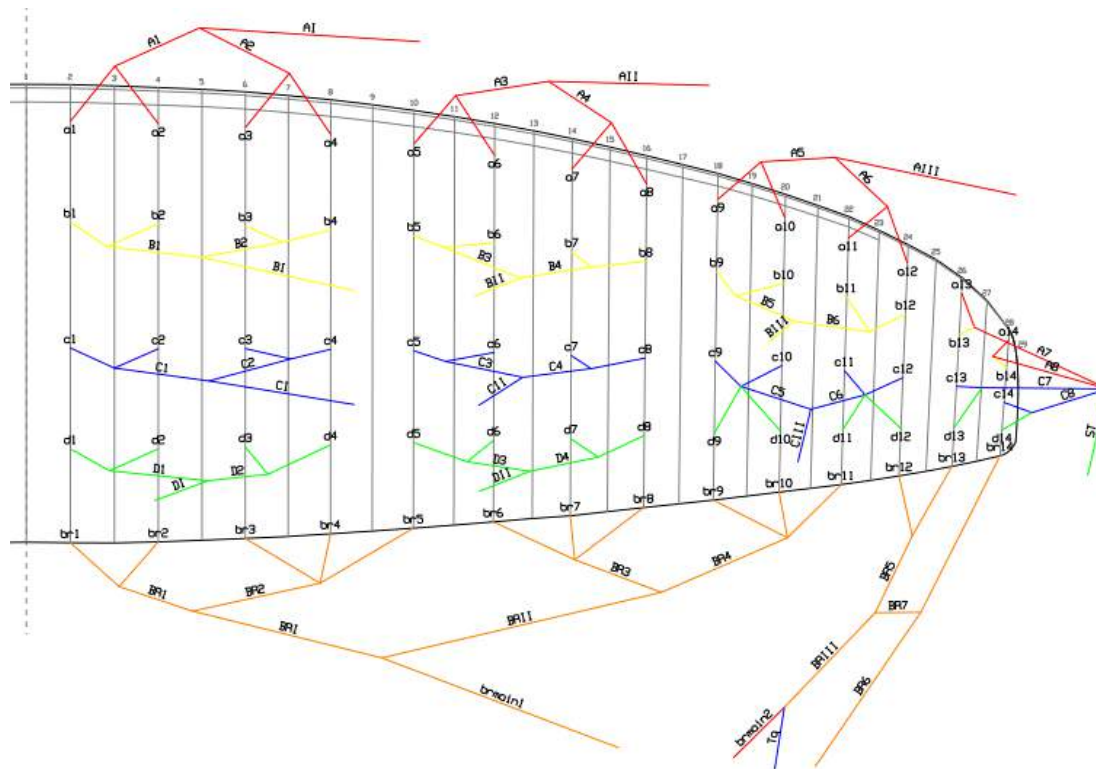 A1
A2
AI
A3
A4
AII
A5
A6
AIII
1 2 3 4 5 6 7 8 9 10 11 12 13 14 15 16 17 18 19 20 21 22 23 24 25 26 27 28 29
a1 a2 a3 a4 a5 a6 a7 a8 a9 a10 a11 a12 a13 a14
b1 b2 b3 b4 b5 b6 b7 b8 b9 b10 b11 b12 b13 b14
B1 B2 BI B3 BII B4 B5 BIII B6
A7
A8
c1 c2 c3 c4 c5 c6 c7 c8 c9 c10 c11 c12 c13 c14
C1 C2 CI C3 CII C4 C5 CIII C6 C7 C8
d1 d2 d3 d4 d5 d6 d7 d8 d9 d10 d11 d12 d13 d14
D1 DI D2 D3 DII D4
br1 br2 br3 br4 br5 br6 br7 br8 br9 br10 br11 br12 br13 br14
BR1 BR2 BR3 BR4 BR5
BRI BRII BR7
BRIII BR6
brmain1
brmain2